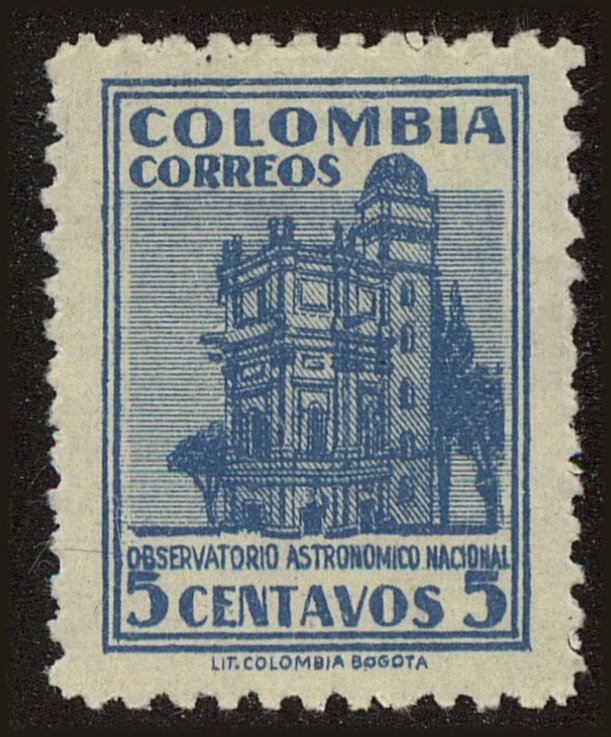 COLOMBIA
CORREOS
OBSERVATORIO ASTRONOMICO NACIONAL
5 CENTAVOS 5
LIT. COLOMBIA BOGOTA